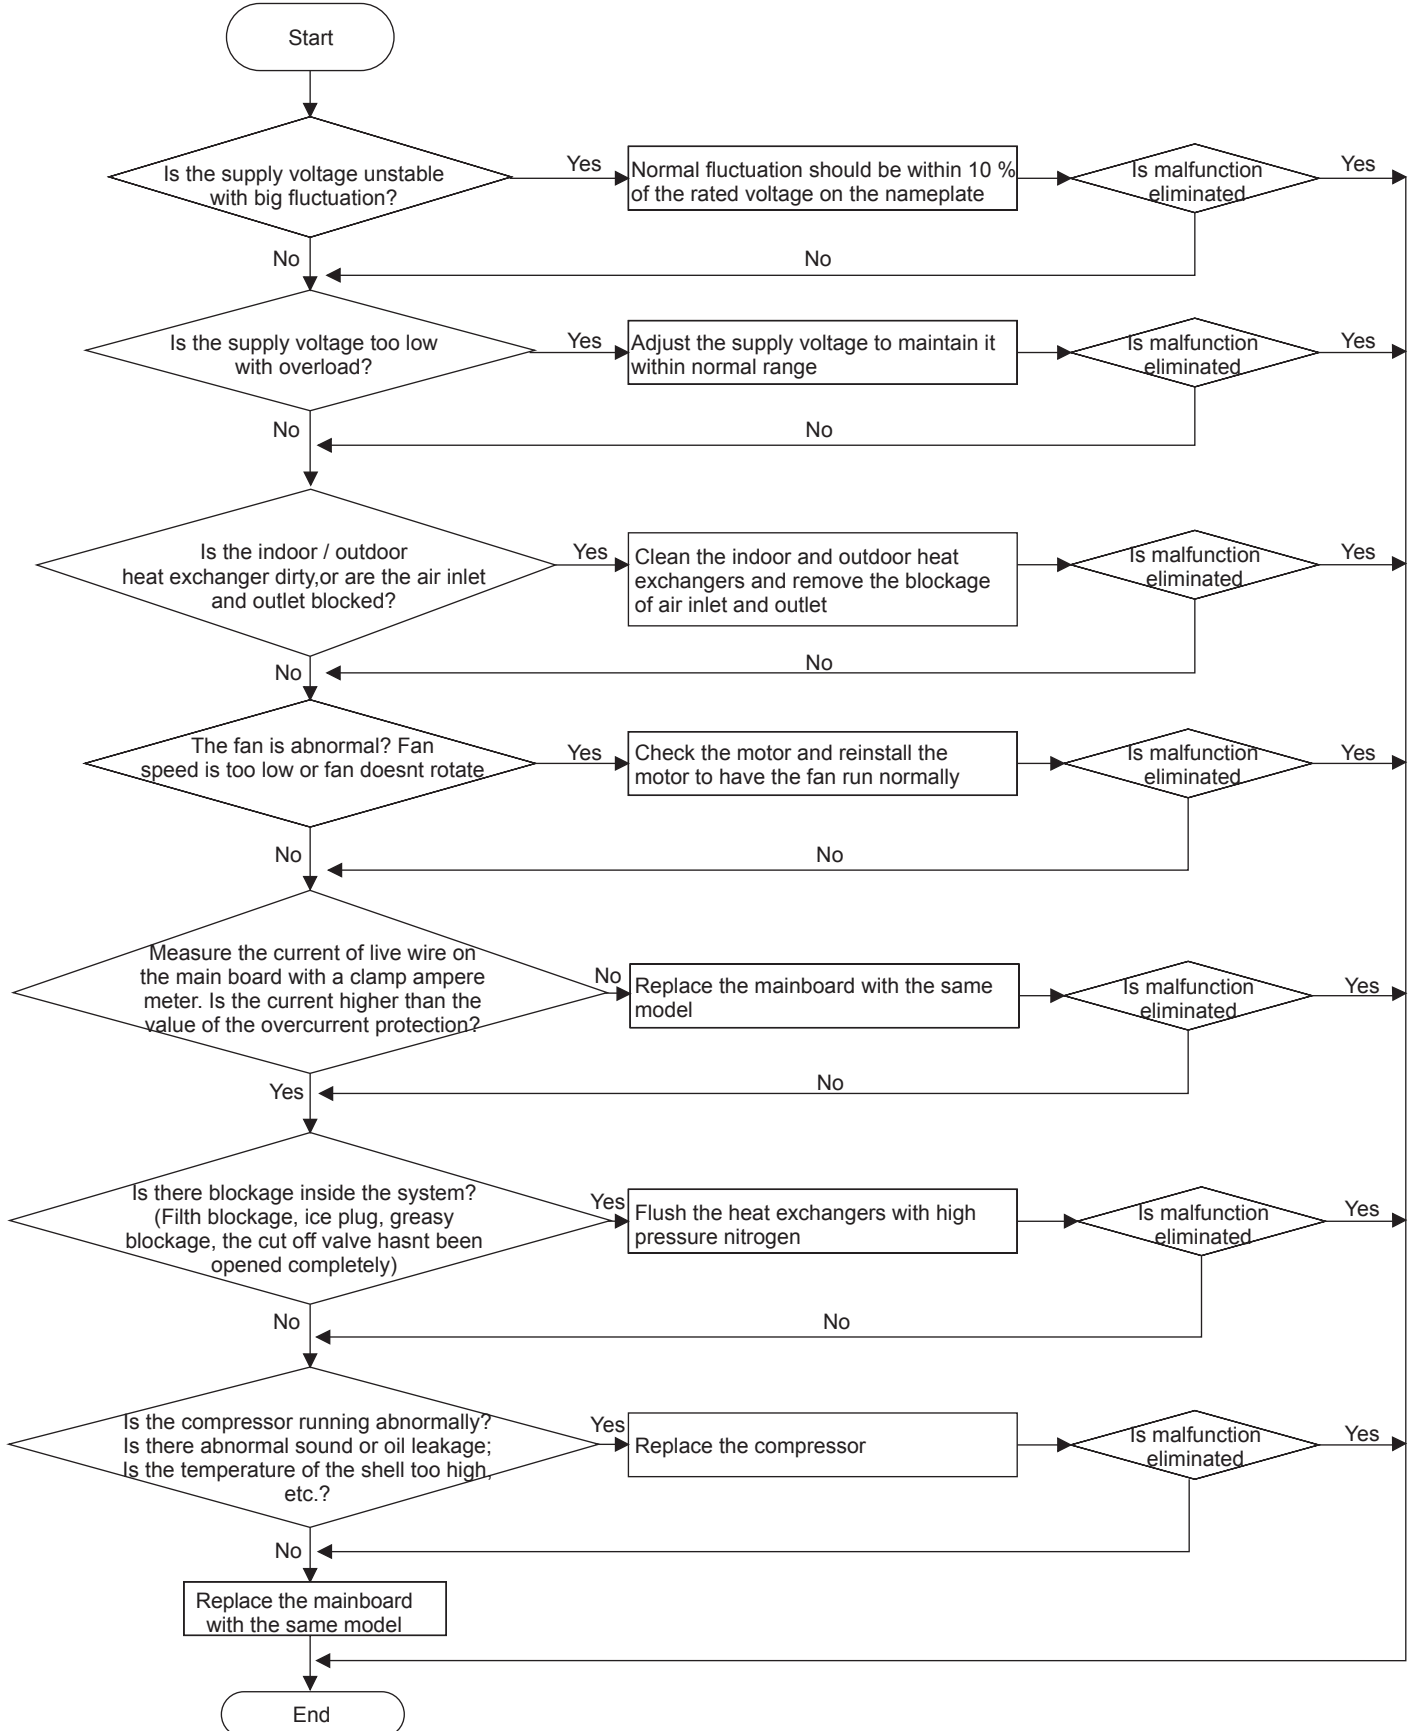 Start
Is the supply voltage unstable
with big fluctuation?
Yes
Normal fluctuation should be within 10 %
of the rated voltage on the nameplate
Is malfunction
eliminated
Yes
No
No
Is the supply voltage too low
with overload?
Yes
Adjust the supply voltage to maintain it
within normal range
Is malfunction
eliminated
Yes
No
No
Is the indoor / outdoor
heat exchanger dirty,or are the air inlet
and outlet blocked?
Yes
Clean the indoor and outdoor heat
exchangers and remove the blockage
of air inlet and outlet
Is malfunction
eliminated
Yes
No
No
The fan is abnormal? Fan
speed is too low or fan doesnt rotate
Yes
Check the motor and reinstall the
motor to have the fan run normally
Is malfunction
eliminated
Yes
No
No
Measure the current of live wire on
the main board with a clamp ampere
meter. Is the current higher than the
value of the overcurrent protection?
No
Replace the mainboard with the same
model
Is malfunction
eliminated
Yes
Yes
No
Is there blockage inside the system?
(Filth blockage, ice plug, greasy
blockage, the cut off valve hasnt been
opened completely)
Yes
Flush the heat exchangers with high
pressure nitrogen
Is malfunction
eliminated
Yes
No
No
Is the compressor running abnormally?
Is there abnormal sound or oil leakage;
Is the temperature of the shell too high,
etc.?
Yes
Replace the compressor
Is malfunction
eliminated
Yes
No
Replace the mainboard
with the same model
End